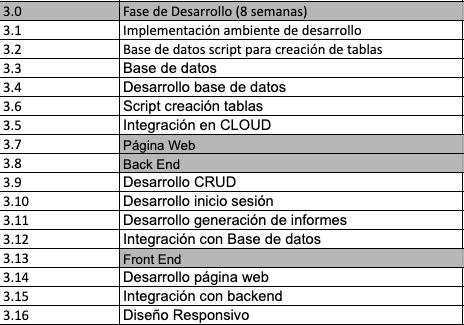 3.0 Fase de Desarrollo (8 semanas)
3.1 Implementación ambiente de desarrollo
3.2 Base de datos script para creación de tablas
3.3 Base de datos
3.4 Desarrollo base de datos
3.6 Script creación tablas
3.5 Integración en CLOUD
3.7 Página Web
3.8 Back End
3.9 Desarrollo CRUD
3.10 Desarrollo inicio sesión
3.11 Desarrollo generación de informes
3.12 Integración con Base de datos
3.13 Front End
3.14 Desarrollo página web
3.15 Integración con backend
3.16 Diseño Responsivo